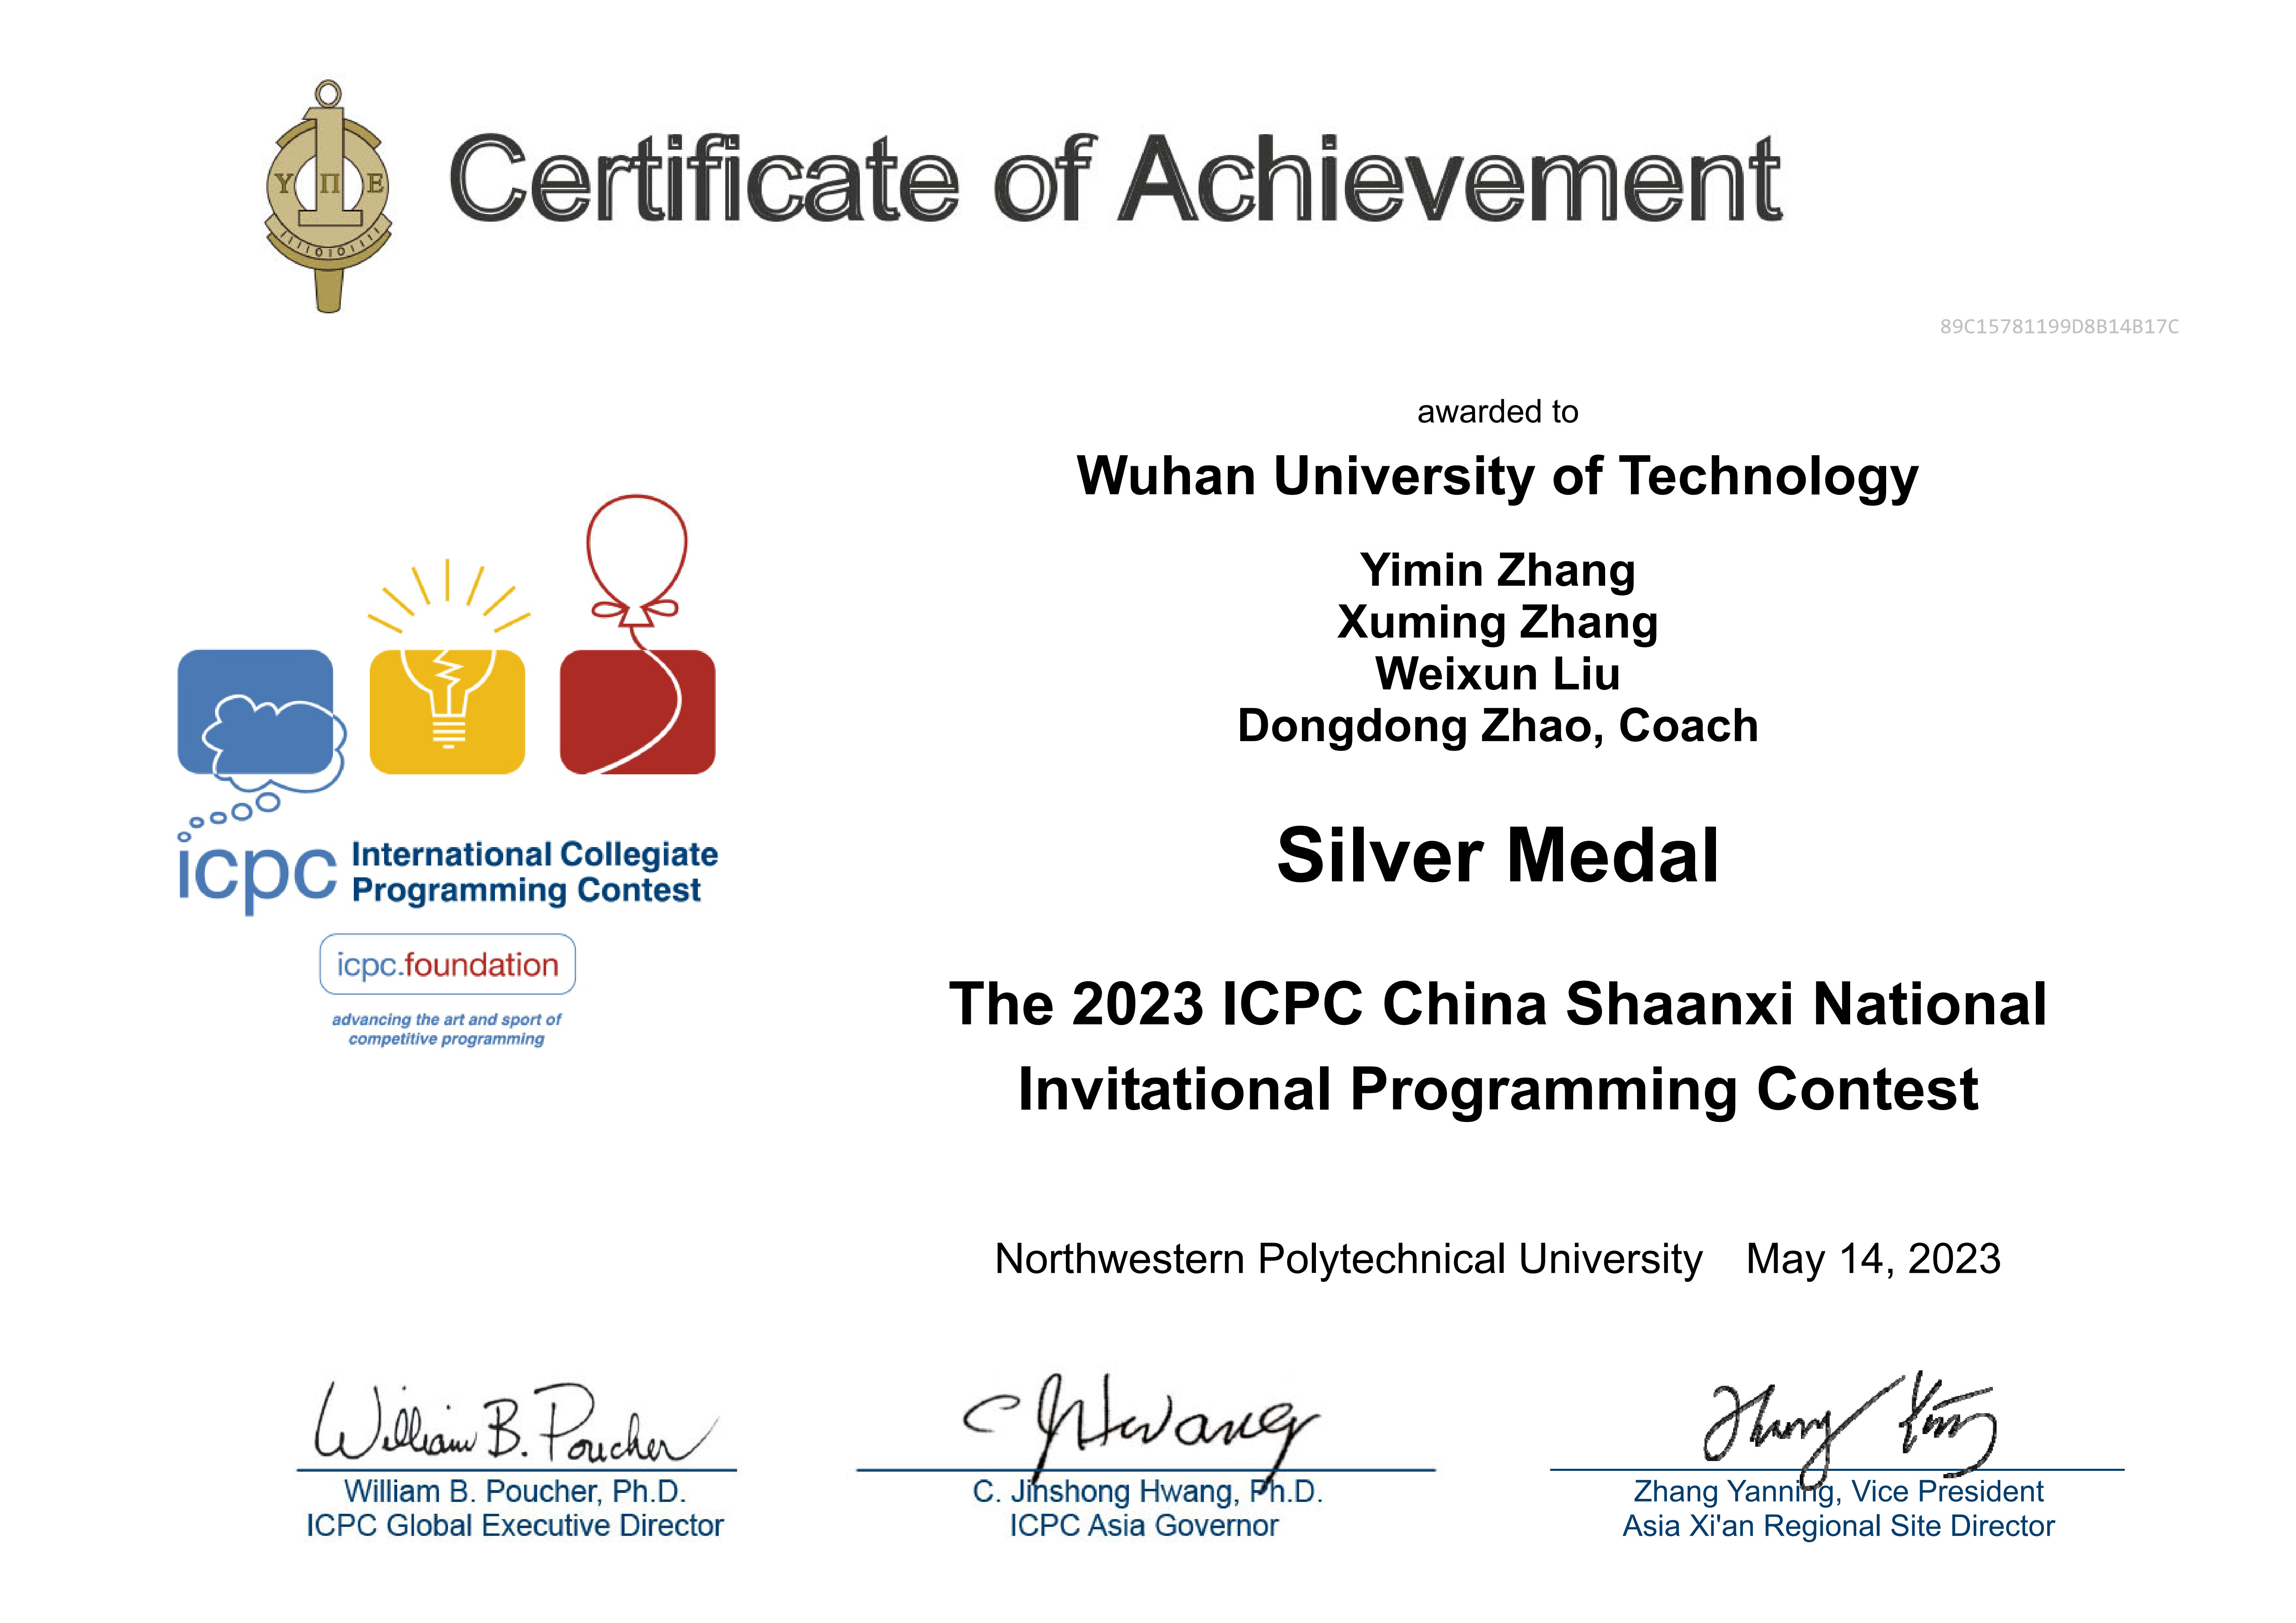 Certificate of Achievement
Υ Π Ε
111101011111
89C15781199D8B14B17C
awarded to
Wuhan University of Technology
Yimin Zhang
Xuming Zhang
Weixun Liu
Dongdong Zhao, Coach
Silver Medal
The 2023 ICPC China Shaanxi National
Invitational Programming Contest
Northwestern Polytechnical University May 14, 2023
icpc International Collegiate
Programming Contest
icpc.foundation
advancing the art and sport of
competitive programming
William B. Poucher
William B. Poucher, Ph.D.
ICPC Global Executive Director
C JHwang
C. Jinshong Hwang, Ph.D.
ICPC Asia Governor
Zhang Yanning, Vice President
Asia Xi'an Regional Site Director